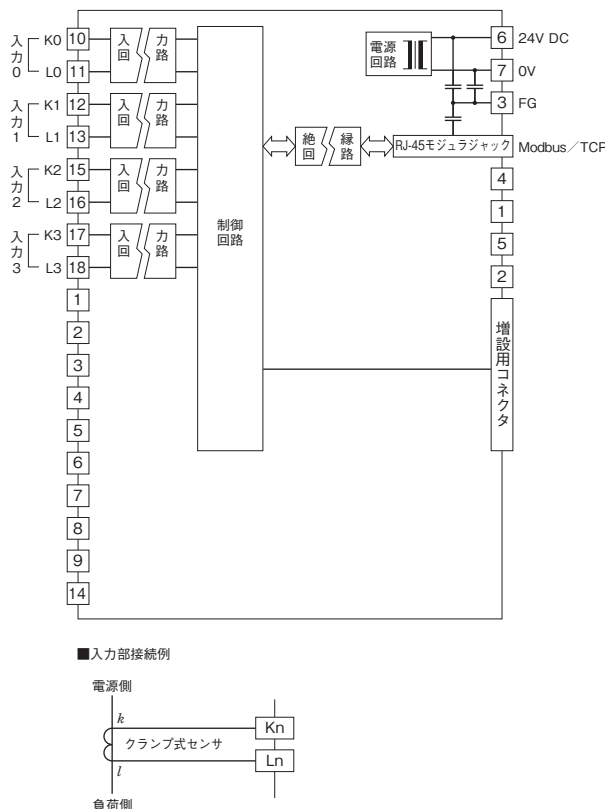 入力0
K0 10
L0 11
入力回路
入力1
K1 12
L1 13
入力回路
入力2
K2 15
L2 16
入力回路
入力3
K3 17
L3 18
入力回路
1
2
3
4
5
6
7
8
9
14
制御
回路
絶縁回路
電源
回路
6 24V DC
7 0V
3 FG
RJ-45モジュラジャック Modbus/TCP
4
1
5
2
増設用コネクタ
■入力部接続例
電源側
k
クランプ式センサ
l
負荷側
Kn
Ln